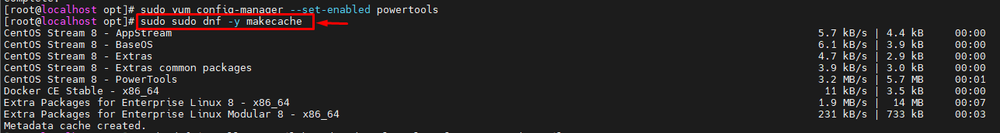 [root@localhost opt]# sudo yum config-manager --set-enabled powertools
[root@localhost opt]# sudo sudo dnf -y makecache
CentOS Stream 8 - AppStream 5.7 kB/s | 4.4 kB 00:00
CentOS Stream 8 - BaseOS 6.1 kB/s | 3.9 kB 00:00
CentOS Stream 8 - Extras 4.7 kB/s | 2.9 kB 00:00
CentOS Stream 8 - Extras common packages 3.9 kB/s | 3.0 kB 00:00
CentOS Stream 8 - PowerTools 3.2 MB/s | 5.7 MB 00:01
Docker CE Stable - x86_64 11 kB/s | 3.5 kB 00:00
Extra Packages for Enterprise Linux 8 - x86_64 1.9 MB/s | 14 MB 00:07
Extra Packages for Enterprise Linux Modular 8 - x86_64 231 kB/s | 733 kB 00:03
Metadata cache created.